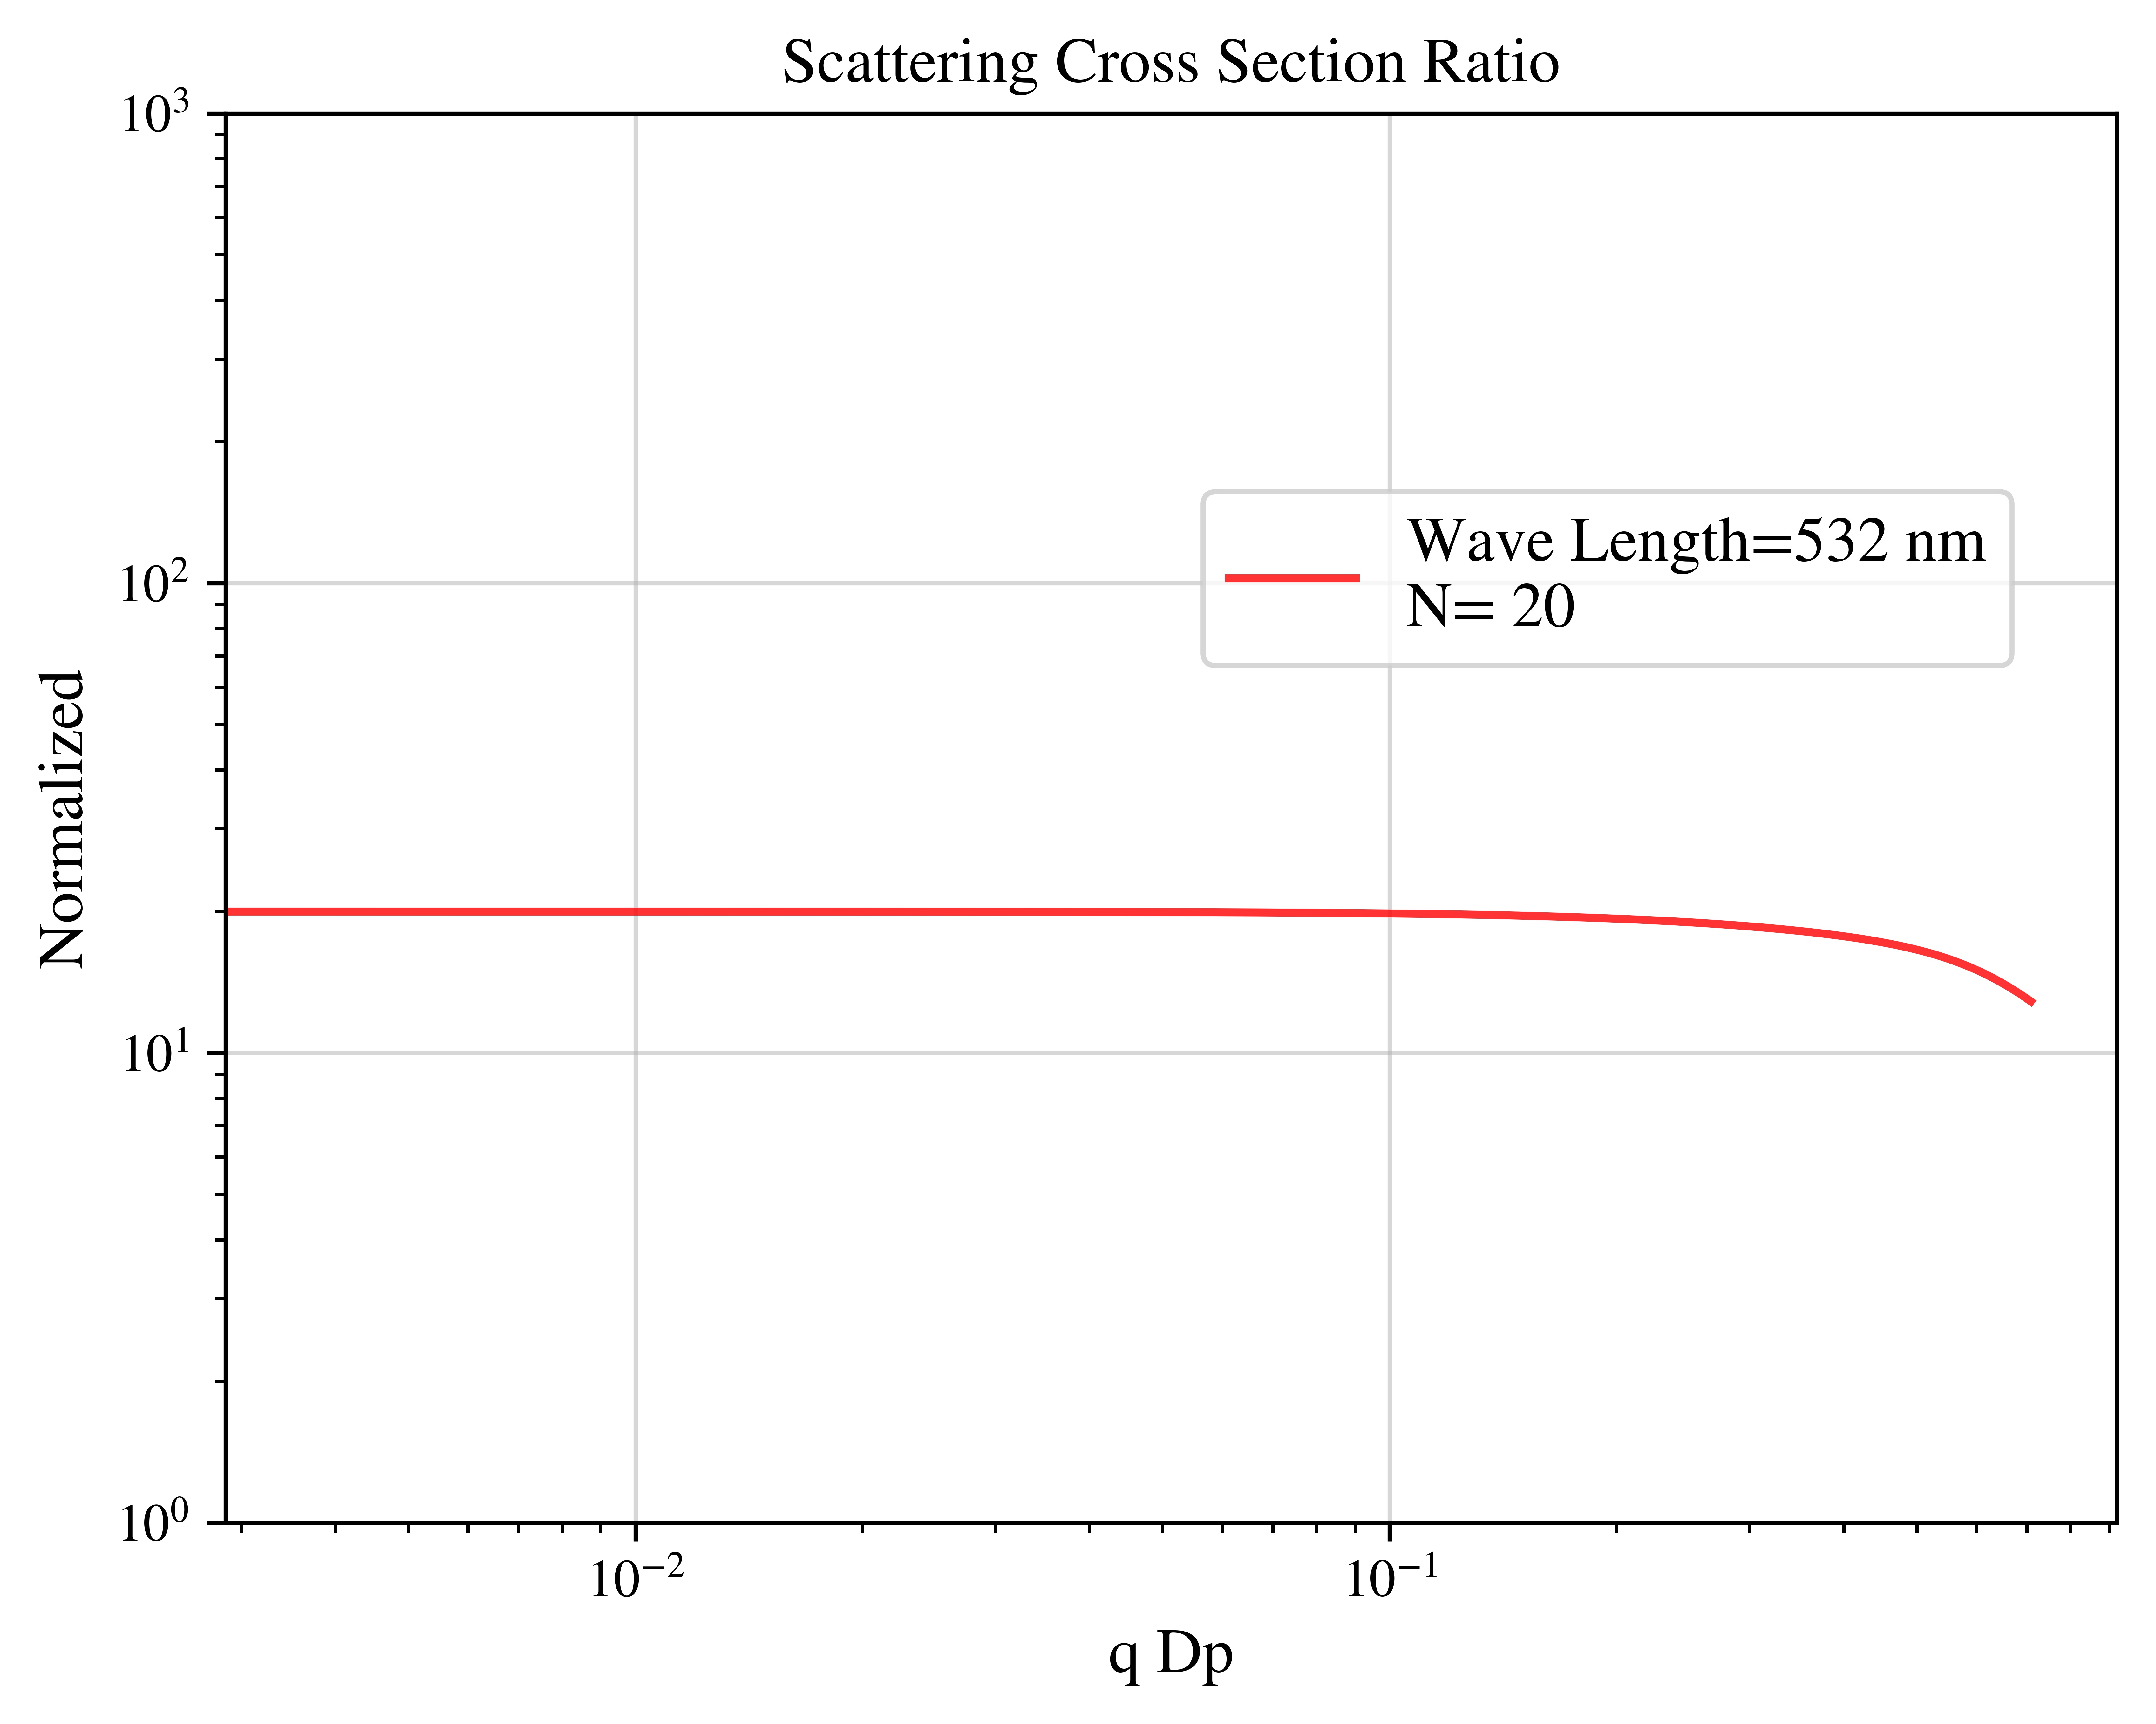 Scattering Cross Section Ratio
10³
10²
10¹
10⁰
Normalized
Wave Length=532 nm
N= 20
10⁻²
10⁻¹
q Dp